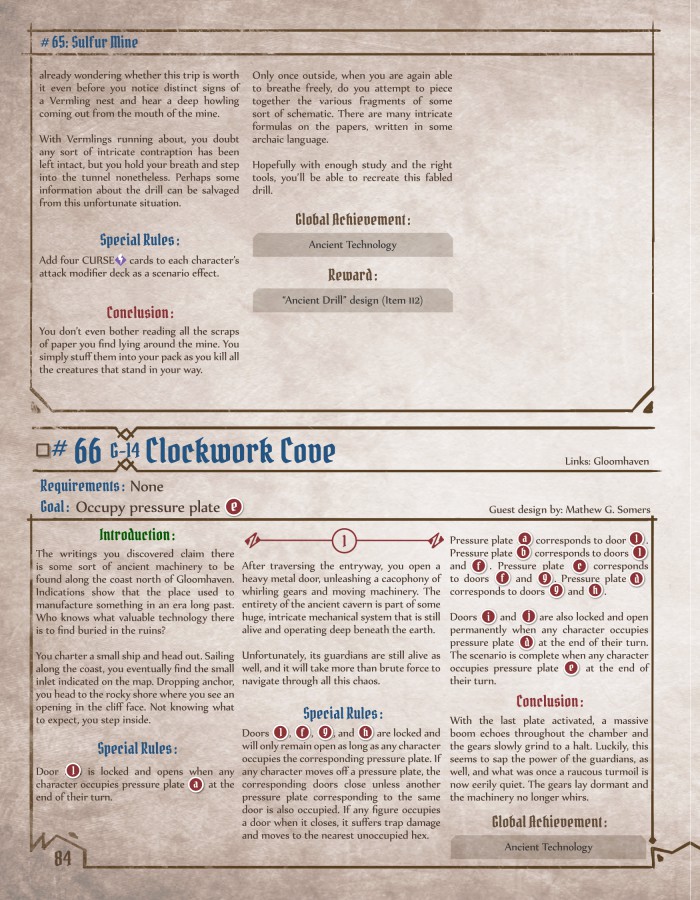 # 65: Sulfur Mine
already wondering whether this trip is worth
it even before you notice distinct signs of
a Vermling nest and hear a deep howling
coming out from the mouth of the mine.
With Vermlings running about, you doubt
any sort of intricate contraption has been
left intact, but you hold your breath and step
into the tunnel nonetheless. Perhaps some
information about the drill can be salvaged
from this unfortunate situation.
Special Rules:
Add four CURSE cards to each character's
attack modifier deck as a scenario effect.
Conclusion:
You don't even bother reading all the scraps
of paper you find lying around the mine. You
simply stuff them into your pack as you kill all
the creatures that stand in your way.
Only once outside, when you are again able
to breathe freely, do you attempt to piece
together the various fragments of some
sort of schematic. There are many intricate
formulas on the papers, written in some
archaic language.
Hopefully with enough study and the right
tools, you'll be able to recreate this fabled
drill.
Global Achievement:
Ancient Technology
Reward:
"Ancient Drill" design (Item 112)
# 66 G-14 Clockwork Cove
Links: Gloomhaven
Requirements: None
Goal: Occupy pressure plate e
Guest design by: Mathew G. Somers
Introduction:
The writings you discovered claim there
is some sort of ancient machinery to be
found along the coast north of Gloomhaven.
Indications show that the place used to
manufacture something in an era long past.
Who knows what valuable technology there
is to find buried in the ruins?
You charter a small ship and head out. Sailing
along the coast, you eventually find the small
inlet indicated on the map. Dropping anchor,
you head to the rocky shore where you see an
opening in the cliff face. Not knowing what
to expect, you step inside.
Special Rules:
Door 1 is locked and opens when any
character occupies pressure plate a at the
end of their turn.
1
After traversing the entryway, you open a
heavy metal door, unleashing a cacophony of
whirling gears and moving machinery. The
entirety of the ancient cavern is part of some
huge, intricate mechanical system that is still
alive and operating deep beneath the earth.
Unfortunately, its guardians are still alive as
well, and it will take more than brute force to
navigate through all this chaos.
Special Rules:
Doors 1, f, g, and h are locked and
will only remain open as long as any character
occupies the corresponding pressure plate. If
any character moves off a pressure plate, the
corresponding doors close unless another
pressure plate corresponding to the same
door is also occupied. If any figure occupies
a door when it closes, it suffers trap damage
and moves to the nearest unoccupied hex.
Pressure plate a corresponds to door 1.
Pressure plate b corresponds to doors 1
and f. Pressure plate c corresponds
to doors f and g. Pressure plate d
corresponds to doors g and h.
Doors i and j are also locked and open
permanently when any character occupies
pressure plate d at the end of their turn.
The scenario is complete when any character
occupies pressure plate e at the end of
their turn.
Conclusion:
With the last plate activated, a massive
boom echoes throughout the chamber and
the gears slowly grind to a halt. Luckily, this
seems to sap the power of the guardians, as
well, and what was once a raucous turmoil is
now eerily quiet. The gears lay dormant and
the machinery no longer whirs.
Global Achievement:
Ancient Technology
84